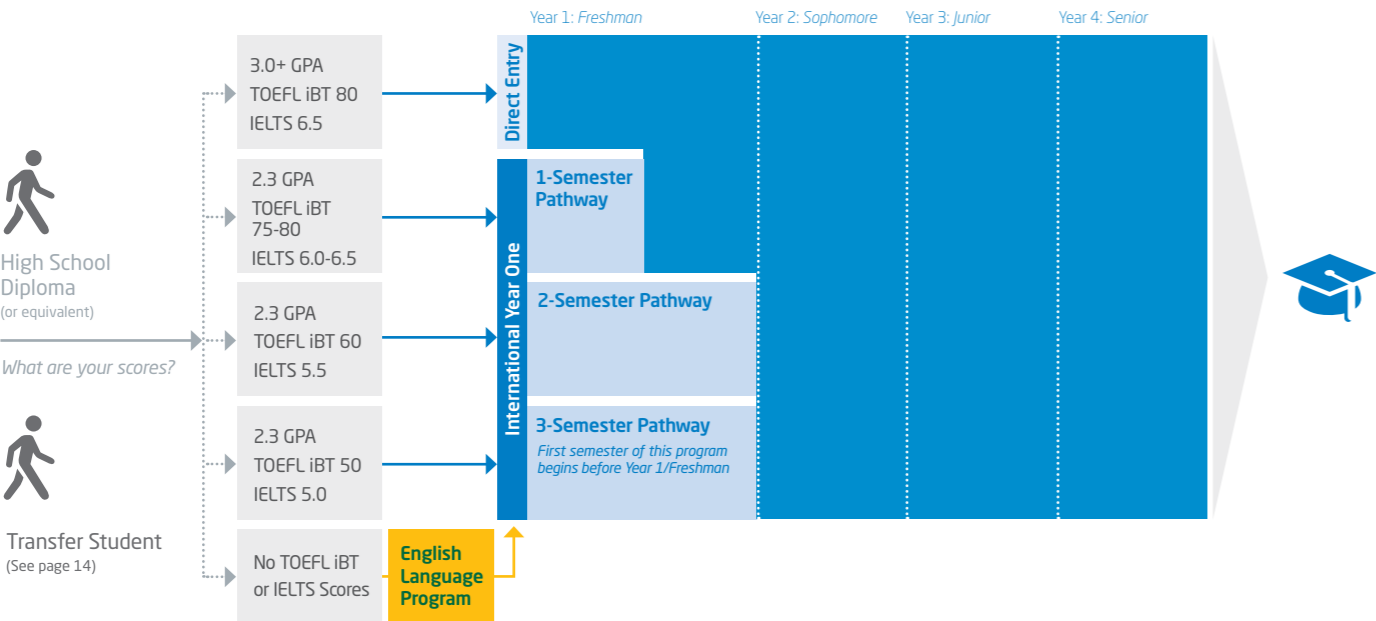 Year 1: Freshman
Year 2: Sophomore
Year 3: Junior
Year 4: Senior
High School
Diploma
(or equivalent)
What are your scores?
Transfer Student
(See page 14)
3.0+ GPA
TOEFL iBT 80
IELTS 6.5
Direct Entry
2.3 GPA
TOEFL iBT
75-80
IELTS 6.0-6.5
International Year One
1-Semester
Pathway
2.3 GPA
TOEFL iBT 60
IELTS 5.5
2-Semester Pathway
2.3 GPA
TOEFL iBT 50
IELTS 5.0
3-Semester Pathway
First semester of this program
begins before Year 1/Freshman
No TOEFL iBT
or IELTS Scores
English
Language
Program